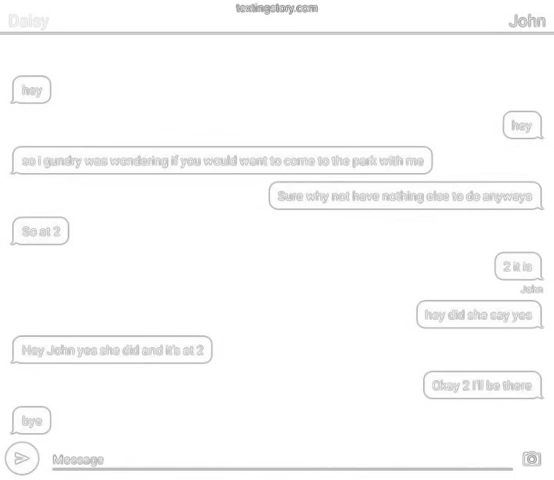 textingstory.com
Daisy
John
hey
hey
so i gundry was wondering if you would want to come to the park with me
Sure why not have nothing else to do anyways
So at 2
2 it is
John
hey did she say yes
Hey John yes she did and it's at 2
Okay 2 I'll be there
bye
Message